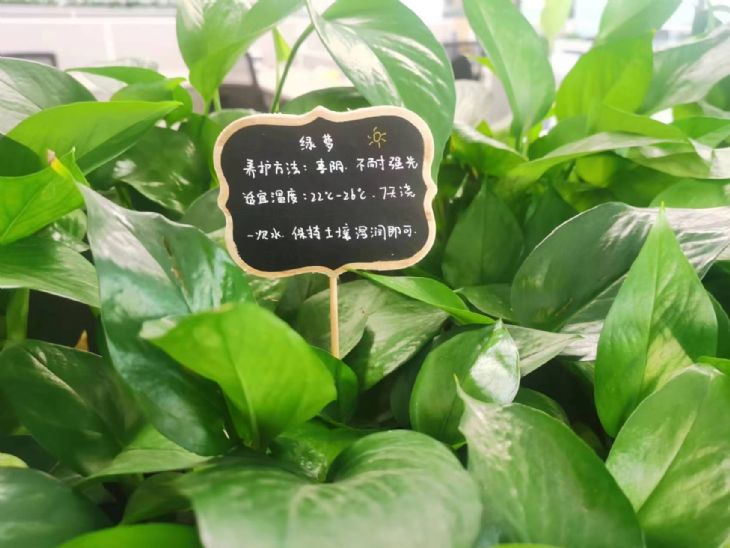 绿萝
养护方法：喜阴．不耐强光
适宜温度：22℃-26℃．7天浇
一次水．保持土壤湿润即可．